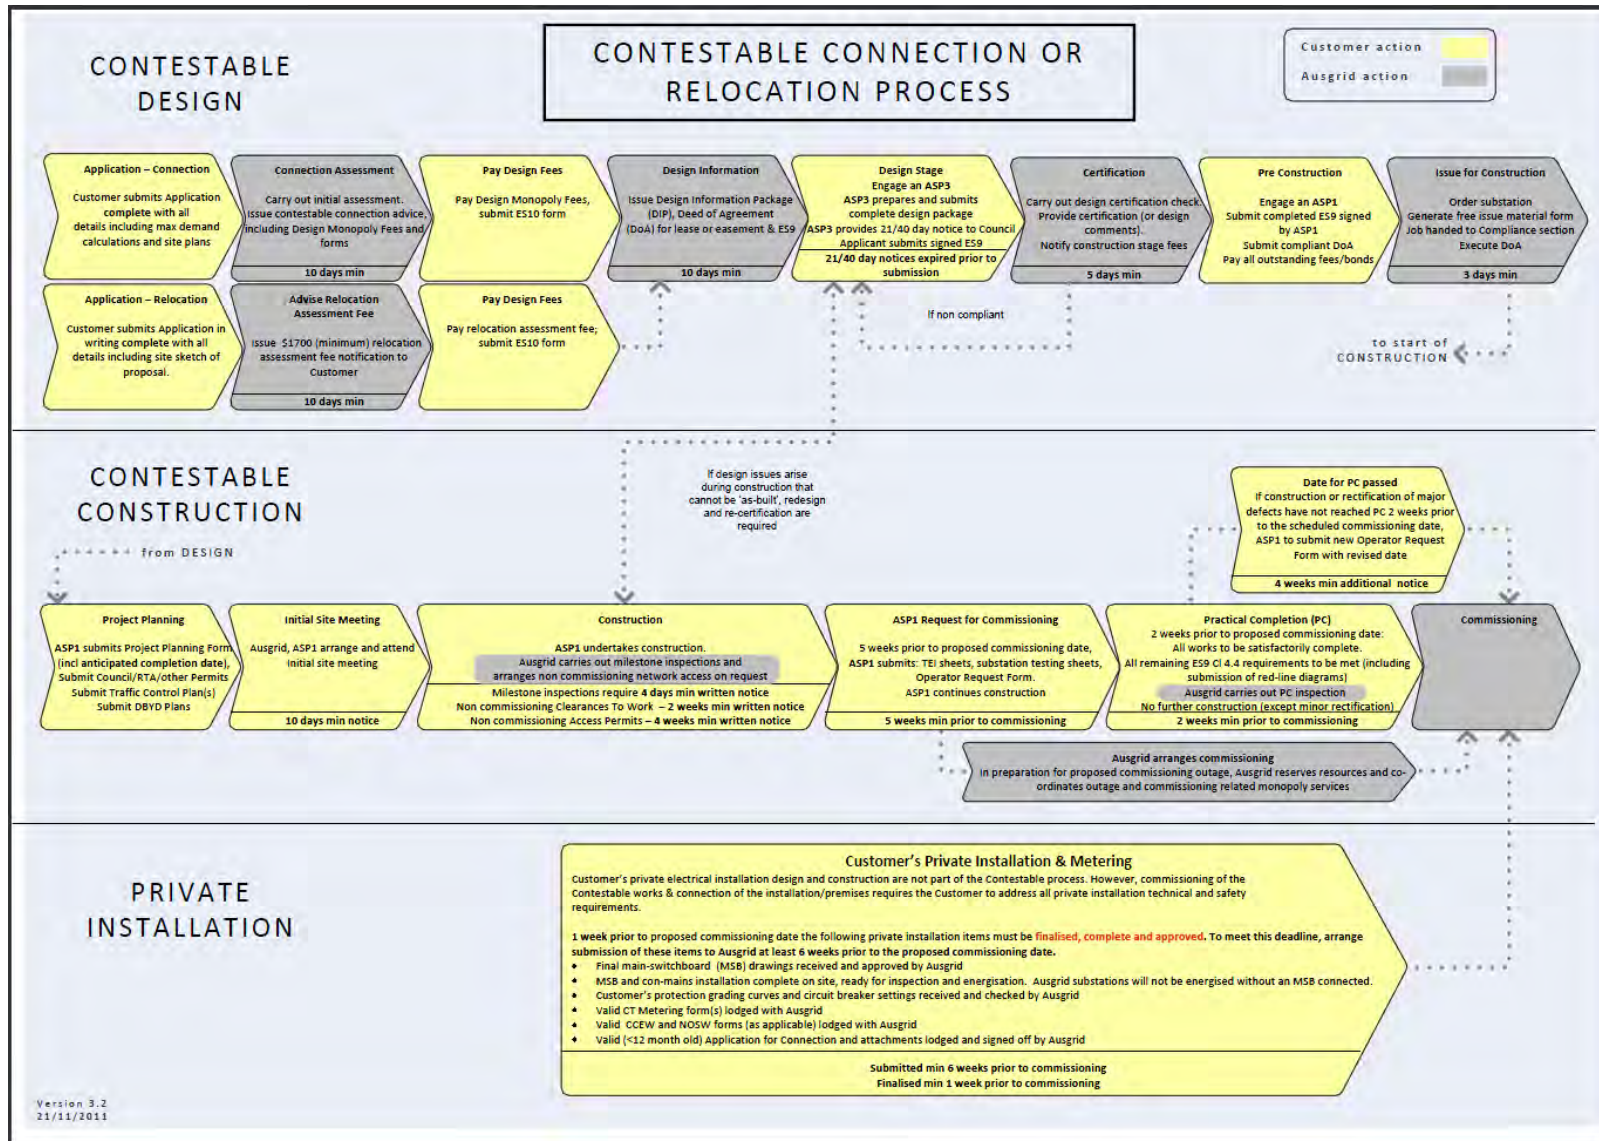 CONTESTABLE
DESIGN
CONTESTABLE CONNECTION OR
RELOCATION PROCESS
Customer action
Ausgrid action
Application – Connection
Customer submits Application
complete with all
details including max demand
calculations and site plans
Connection Assessment
Carry out initial assessment.
Issue contestable connection advice,
including Design Monopoly Fees and
forms
10 days min
Pay Design Fees
Pay Design Monopoly Fees,
submit ES10 form
Design Information
Issue Design Information Package
(DIP), Deed of Agreement
(DoA) for lease or easement & ES9
10 days min
Design Stage
Engage an ASP3
ASP3 prepares and submits
complete design package
ASP3 provides 21/40 day notice to Council
Applicant submits signed ES9
21/40 day notices expired prior to
submission
Certification
Carry out design certification check.
Provide certification (or design
comments).
Notify construction stage fees
5 days min
Pre Construction
Engage an ASP1
Submit completed ES9 signed
by ASP1
Submit compliant DoA
Pay all outstanding fees/bonds
Issue for Construction
Order substation
Generate free issue material form
Job handed to Compliance section
Execute DoA
3 days min
Application – Relocation
Customer submits Application in
writing complete with all
details including site sketch of
proposal.
Advise Relocation
Assessment Fee
Issue $1700 (minimum) relocation
assessment fee notification to
Customer
10 days min
Pay Design Fees
Pay relocation assessment fee;
submit ES10 form
If non compliant
to start of
CONSTRUCTION
CONTESTABLE
CONSTRUCTION
from DESIGN
If design issues arise
during construction that
cannot be 'as-built', redesign
and re-certification are
required
Date for PC passed
If construction or rectification of major
defects have not reached PC 2 weeks prior
to the scheduled commissioning date,
ASP1 to submit new Operator Request
Form with revised date
4 weeks min additional notice
Project Planning
ASP1 submits Project Planning Form
(incl anticipated completion date),
Submit Council/RTA/other Permits
Submit Traffic Control Plan(s)
Submit DBYD Plans
Initial Site Meeting
Ausgrid, ASP1 arrange and attend
Initial site meeting
10 days min notice
Construction
ASP1 undertakes construction.
Ausgrid carries out milestone inspections and
arranges non commissioning network access on request
Milestone inspections require 4 days min written notice
Non commissioning Clearances To Work – 2 weeks min written notice
Non commissioning Access Permits – 4 weeks min written notice
ASP1 Request for Commissioning
5 weeks prior to proposed commissioning date,
ASP1 submits: TEI sheets, substation testing sheets,
Operator Request Form.
ASP1 continues construction
5 weeks min prior to commissioning
Practical Completion (PC)
2 weeks prior to proposed commissioning date:
All works to be satisfactorily complete.
All remaining ES9 Cl 4.4 requirements to be met (including
submission of red-line diagrams)
Ausgrid carries out PC inspection
No further construction (except minor rectification)
2 weeks min prior to commissioning
Commissioning
Ausgrid arranges commissioning
In preparation for proposed commissioning outage, Ausgrid reserves resources and co-
ordinates outage and commissioning related monopoly services
PRIVATE
INSTALLATION
Customer's Private Installation & Metering
Customer's private electrical installation design and construction are not part of the Contestable process. However, commissioning of the
Contestable works & connection of the installation/premises requires the Customer to address all private installation technical and safety
requirements.
1 week prior to proposed commissioning date the following private installation items must be finalised, complete and approved. To meet this deadline, arrange
submission of these items to Ausgrid at least 6 weeks prior to the proposed commissioning date.
• Final main-switchboard (MSB) drawings received and approved by Ausgrid
• MSB and con-mains installation complete on site, ready for inspection and energisation. Ausgrid substations will not be energised without an MSB connected.
• Customer's protection grading curves and circuit breaker settings received and checked by Ausgrid
• Valid CT Metering form(s) lodged with Ausgrid
• Valid CCEW and NOSW forms (as applicable) lodged with Ausgrid
• Valid (<12 month old) Application for Connection and attachments lodged and signed off by Ausgrid
Submitted min 6 weeks prior to commissioning
Finalised min 1 week prior to commissioning
Version 3.2
21/11/2011